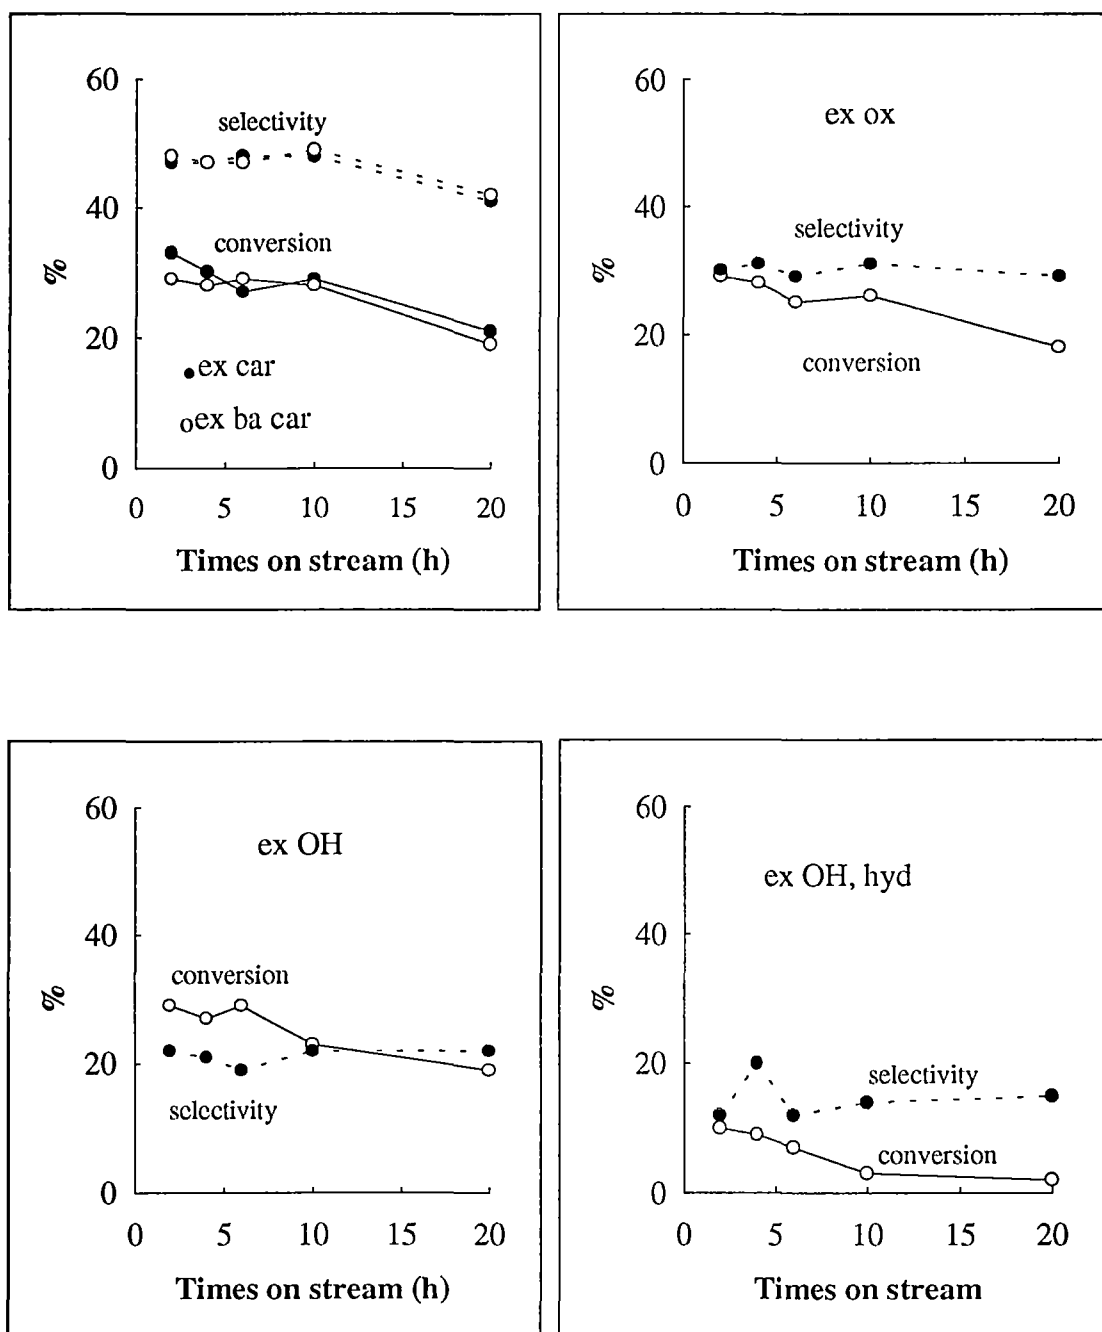 60
selectivity
40
conversion
%
20
ex car
ex ba car
0
0 5 10 15 20
Times on stream (h)
60
ex ox
40
selectivity
%
20
conversion
0
0 5 10 15 20
Times on stream (h)
60
ex OH
40
conversion
%
20
selectivity
0
0 5 10 15 20
Times on stream (h)
60
ex OH, hyd
40
%
20
selectivity
conversion
0
0 5 10 15 20
Times on stream